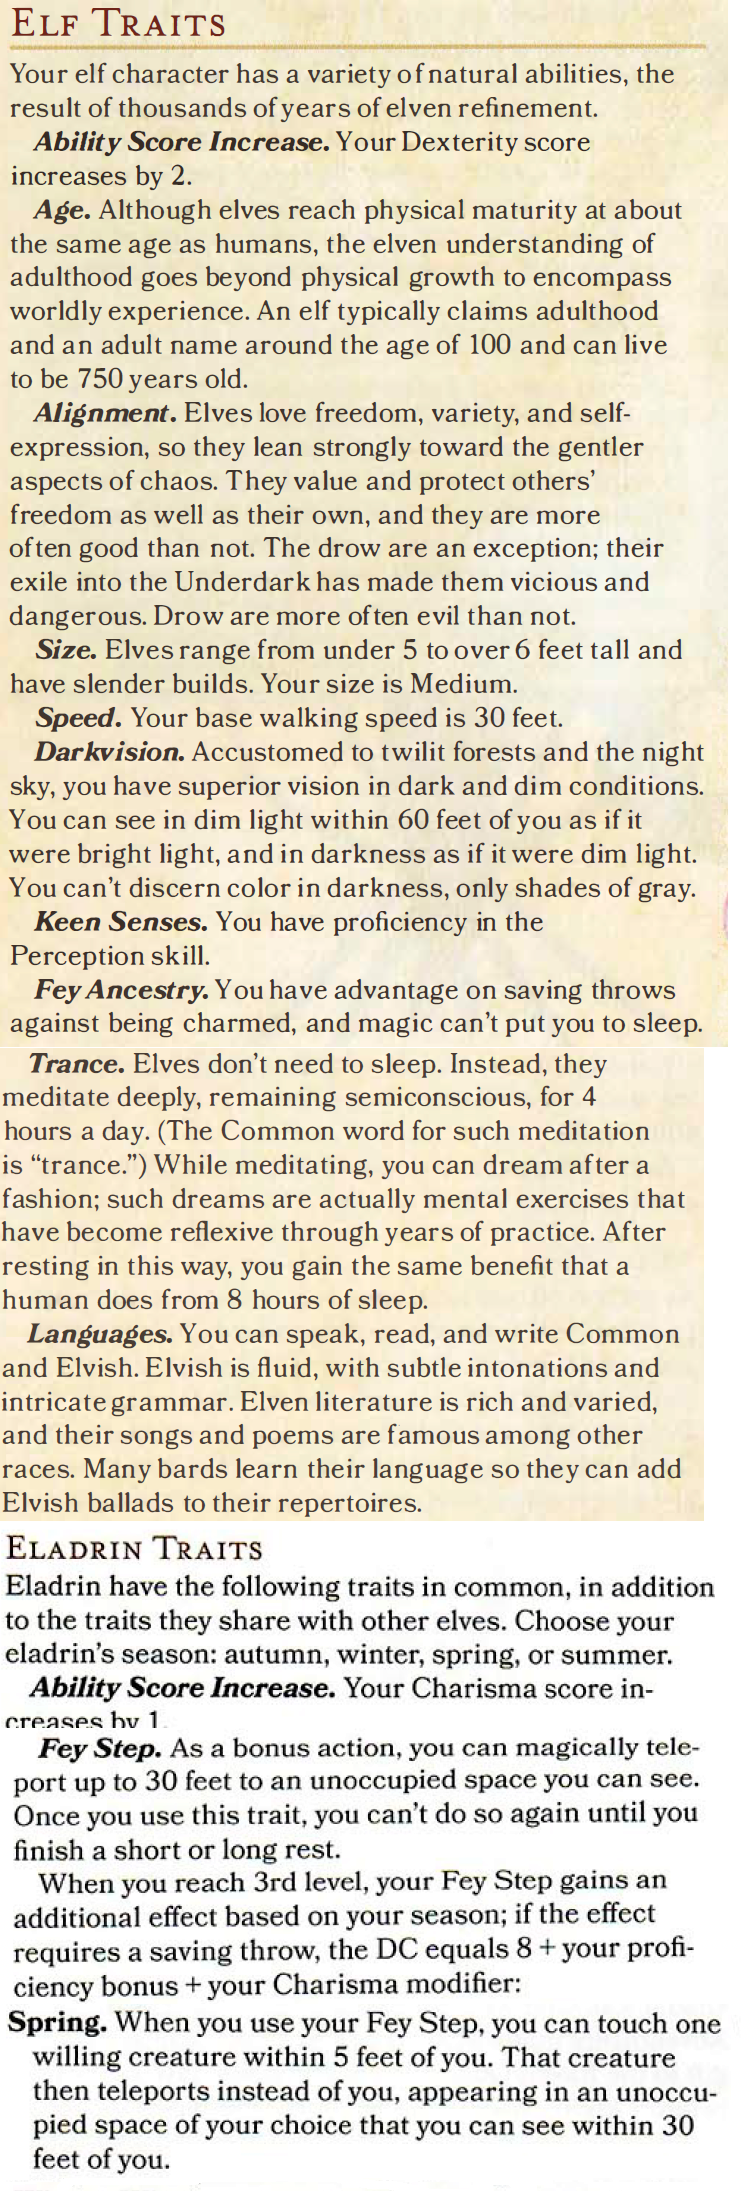 ELF TRAITS
Your elf character has a variety of natural abilities, the
result of thousands of years of elven refinement.
Ability Score Increase. Your Dexterity score
increases by 2.
Age. Although elves reach physical maturity at about
the same age as humans, the elven understanding of
adulthood goes beyond physical growth to encompass
worldly experience. An elf typically claims adulthood
and an adult name around the age of 100 and can live
to be 750 years old.
Alignment. Elves love freedom, variety, and self-
expression, so they lean strongly toward the gentler
aspects of chaos. They value and protect others’
freedom as well as their own, and they are more
often good than not. The drow are an exception; their
exile into the Underdark has made them vicious and
dangerous. Drow are more often evil than not.
Size. Elves range from under 5 to over 6 feet tall and
have slender builds. Your size is Medium.
Speed. Your base walking speed is 30 feet.
Darkvision. Accustomed to twilit forests and the night
sky, you have superior vision in dark and dim conditions.
You can see in dim light within 60 feet of you as if it
were bright light, and in darkness as if it were dim light.
You can’t discern color in darkness, only shades of gray.
Keen Senses. You have proficiency in the
Perception skill.
Fey Ancestry. You have advantage on saving throws
against being charmed, and magic can’t put you to sleep.
Trance. Elves don’t need to sleep. Instead, they
meditate deeply, remaining semiconscious, for 4
hours a day. (The Common word for such meditation
is “trance.”) While meditating, you can dream after a
fashion; such dreams are actually mental exercises that
have become reflexive through years of practice. After
resting in this way, you gain the same benefit that a
human does from 8 hours of sleep.
Languages. You can speak, read, and write Common
and Elvish. Elvish is fluid, with subtle intonations and
intricate grammar. Elven literature is rich and varied,
and their songs and poems are famous among other
races. Many bards learn their language so they can add
Elvish ballads to their repertoires.
ELADRIN TRAITS
Eladrin have the following traits in common, in addition
to the traits they share with other elves. Choose your
eladrin’s season: autumn, winter, spring, or summer.
Ability Score Increase. Your Charisma score in-
creases by 1.
Fey Step. As a bonus action, you can magically tele-
port up to 30 feet to an unoccupied space you can see.
Once you use this trait, you can’t do so again until you
finish a short or long rest.
When you reach 3rd level, your Fey Step gains an
additional effect based on your season; if the effect
requires a saving throw, the DC equals 8 + your profi-
ciency bonus + your Charisma modifier:
Spring. When you use your Fey Step, you can touch one
willing creature within 5 feet of you. That creature
then teleports instead of you, appearing in an unoccu-
pied space of your choice that you can see within 30
feet of you.